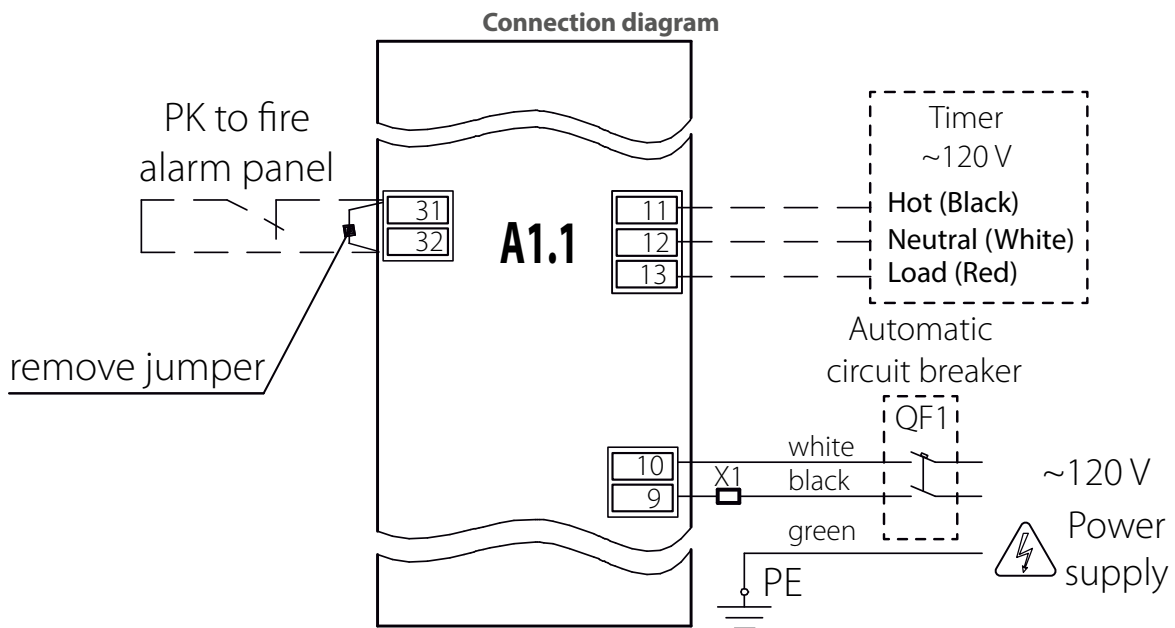 Connection diagram
PK to fire
alarm panel
31
32
remove jumper
A1.1
11
12
13
Timer
~120 V
Hot (Black)
Neutral (White)
Load (Red)
Automatic
circuit breaker
QF1
10
9
X1
white
black
green
PE
~120 V
Power
supply